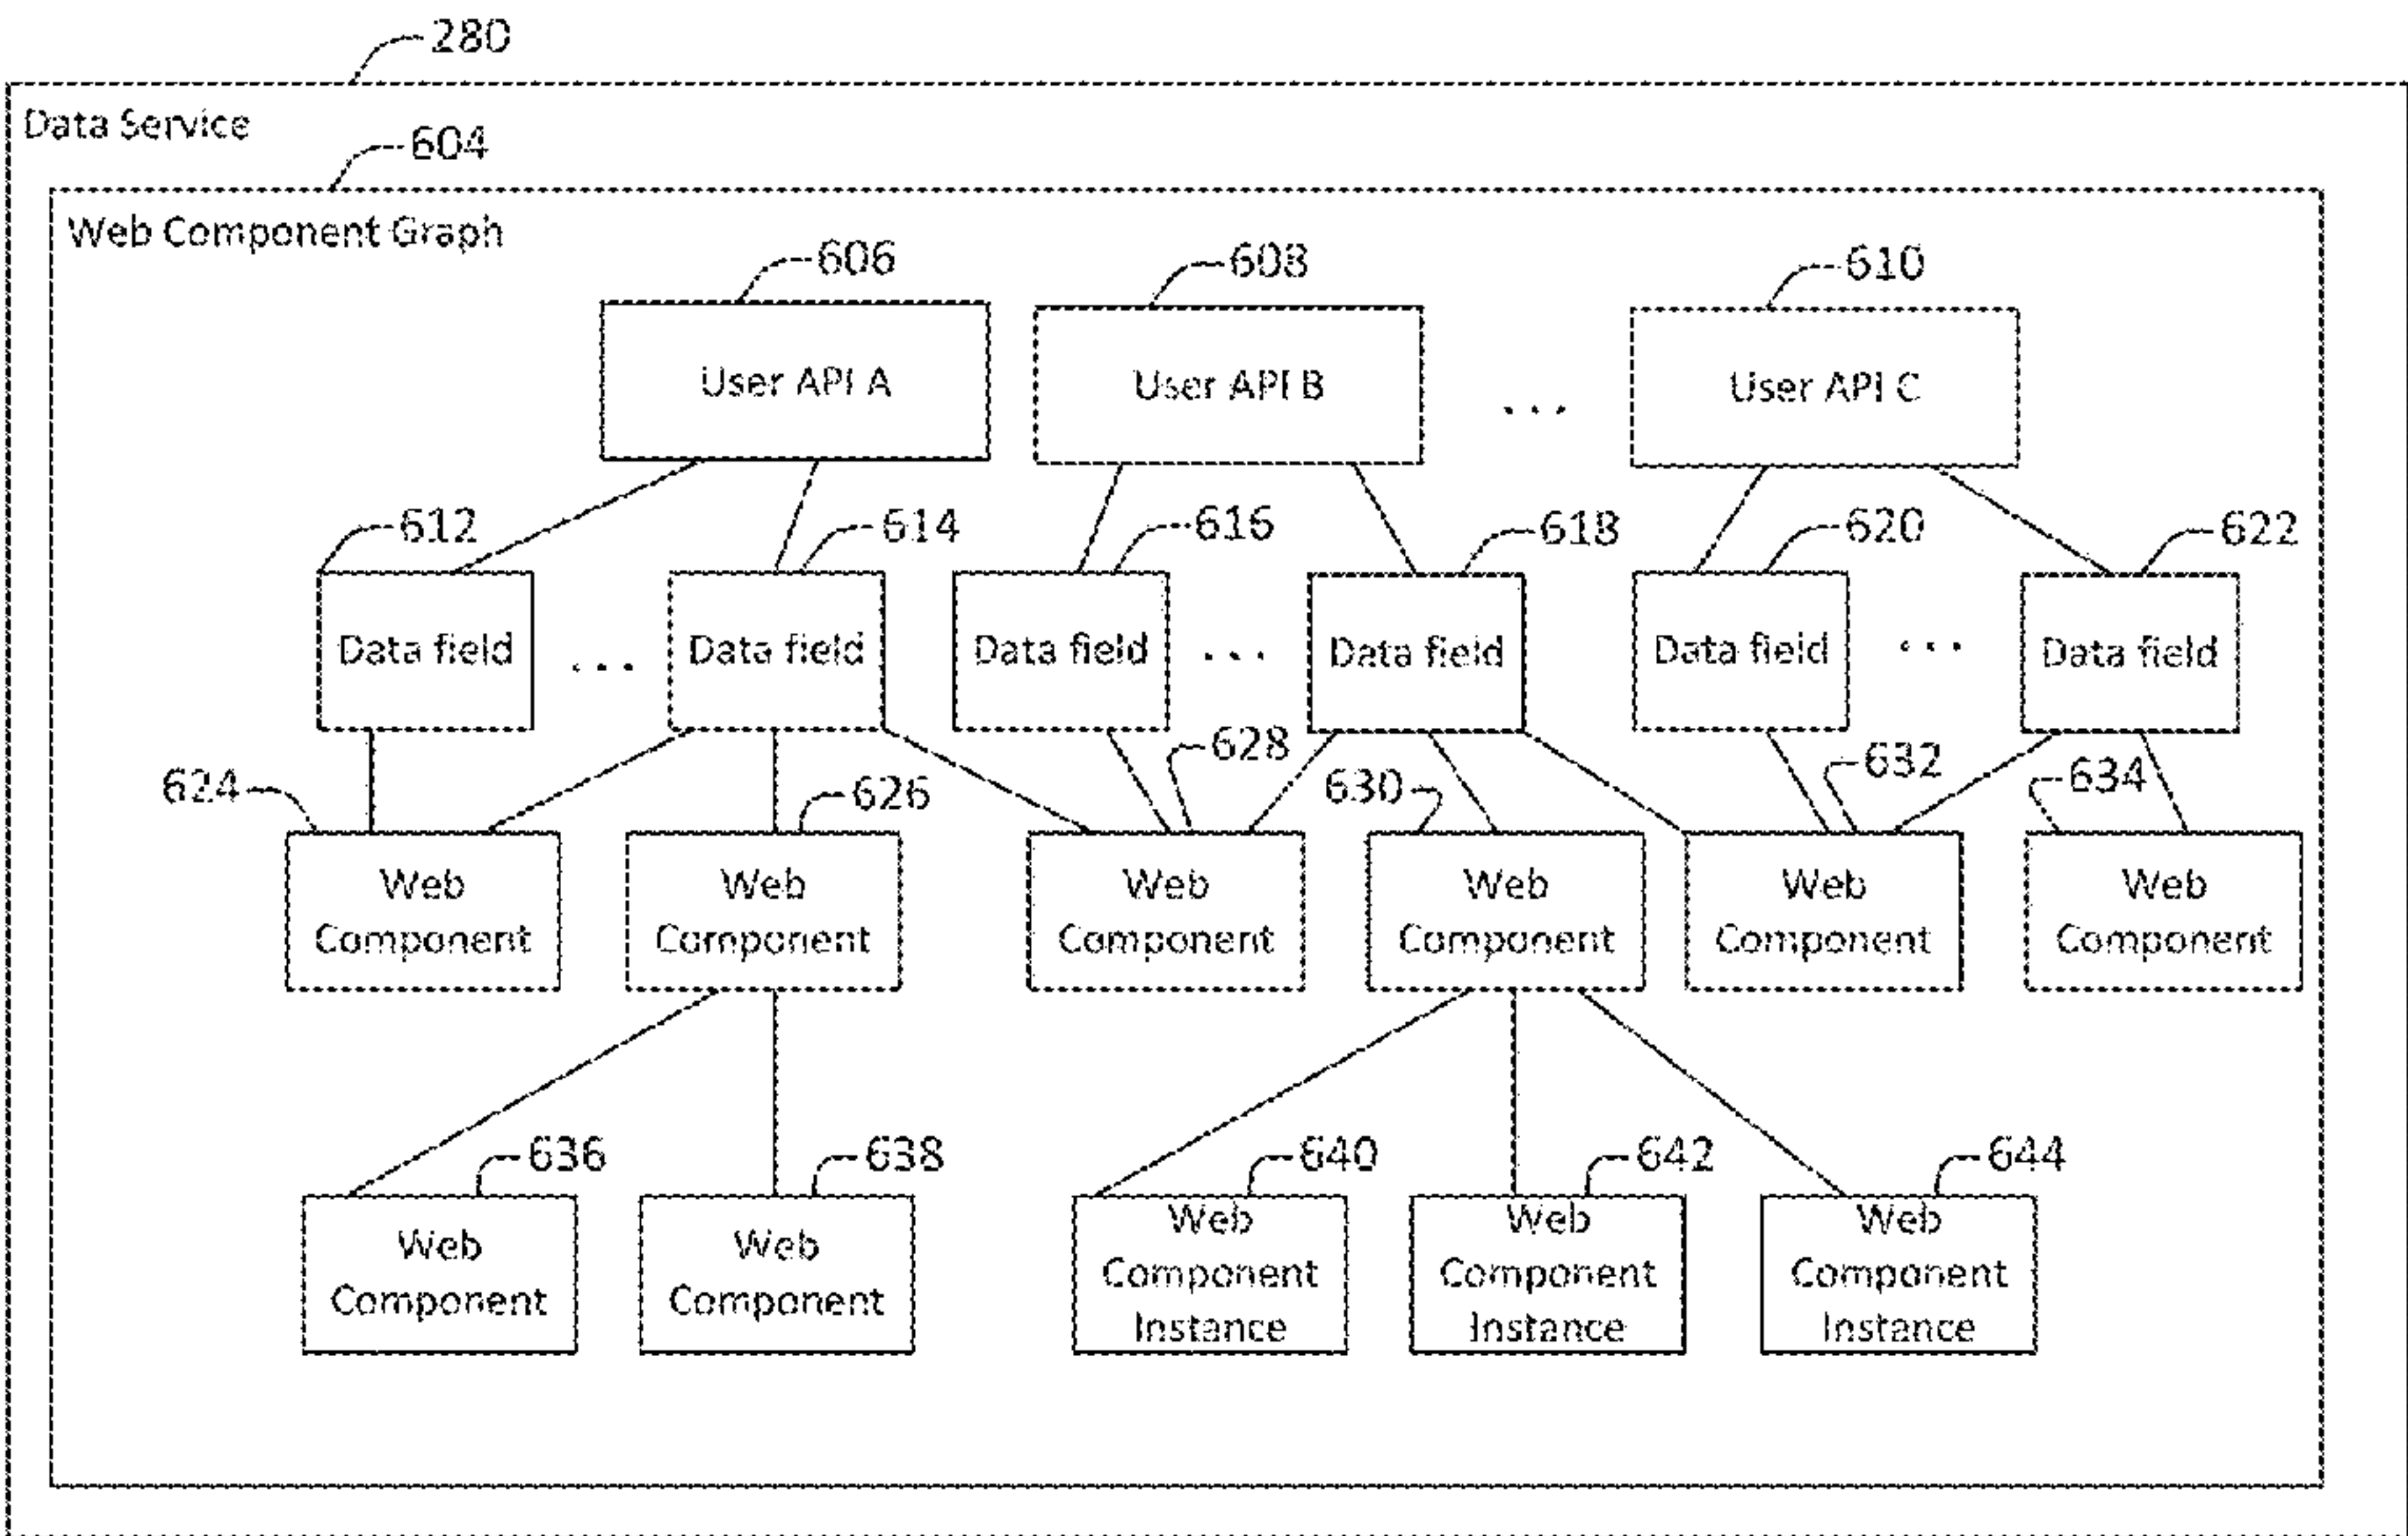 280
Data Service
604
Web Component Graph
606
608
610
User API A
User API B
...
User API C
612
614
616
618
620
622
Data field
...
Data field
Data field
...
Data field
Data field
...
Data field
624
626
628
630
632
634
Web
Component
Web
Component
Web
Component
Web
Component
Web
Component
Web
Component
636
638
640
642
644
Web
Component
Web
Component
Web
Component
Instance
Web
Component
Instance
Web
Component
Instance